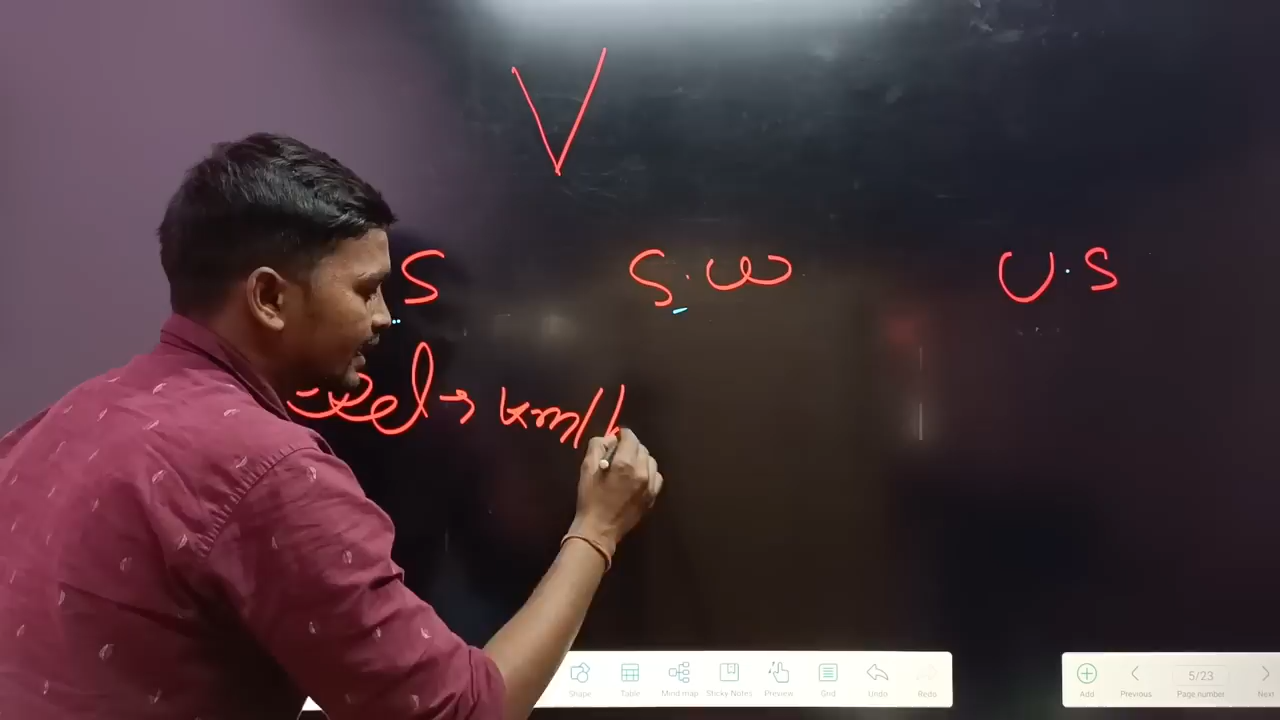 V
S S.W U.S
→ km/h
Shape Table Mind map Sticky Notes Preview Grid Undo Redo Add Previous 5/23 Page number Next